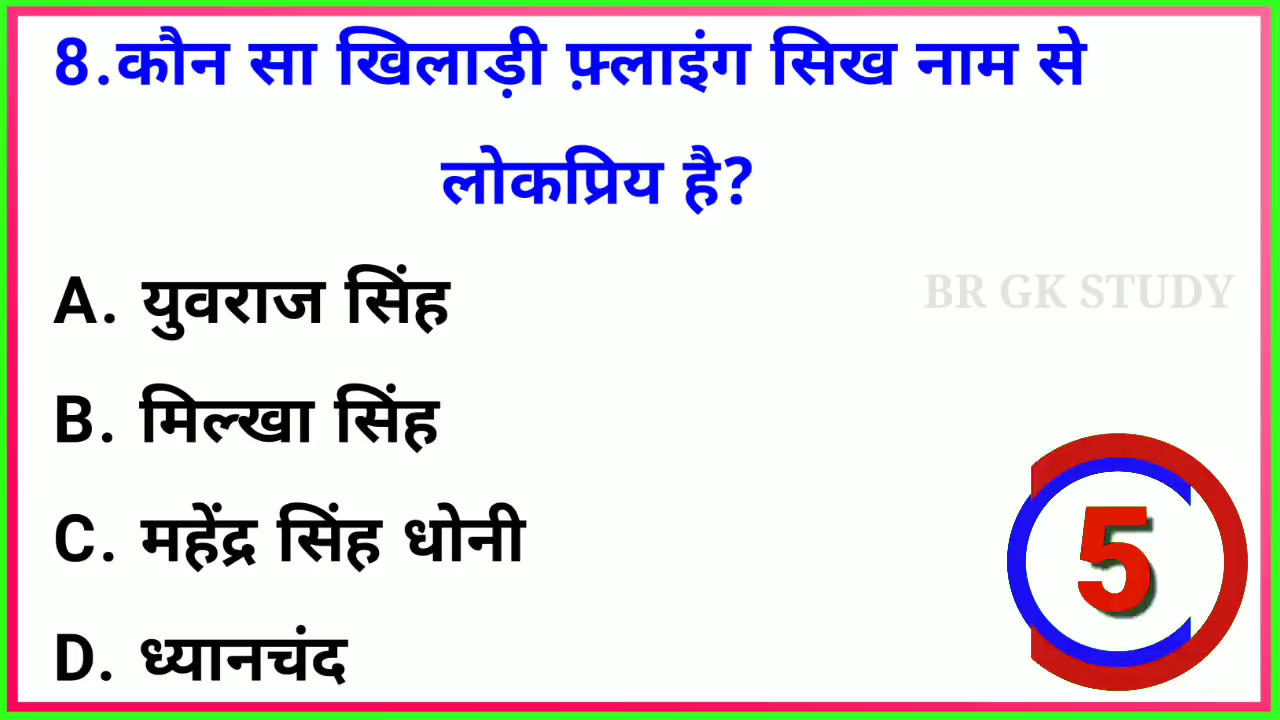 8.कौन सा खिलाड़ी फ़्लाइंग सिख नाम से
लोकप्रिय है?
A. युवराज सिंह
BR GK STUDY
B. मिल्खा सिंह
C. महेंद्र सिंह धोनी
5
D. ध्यानचंद